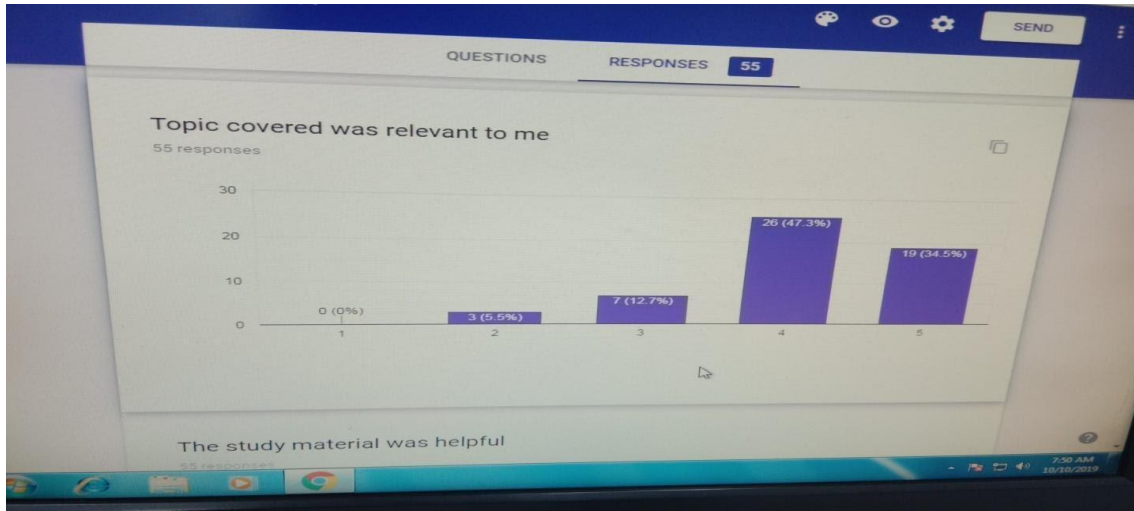 SEND
QUESTIONS RESPONSES 55
Topic covered was relevant to me
55 responses
30
20
10
0
0 (0%)
3 (5.5%)
7 (12.7%)
26 (47.3%)
19 (34.5%)
1 2 3 4 5
The study material was helpful
55 responses
7:50 AM
10/10/2019